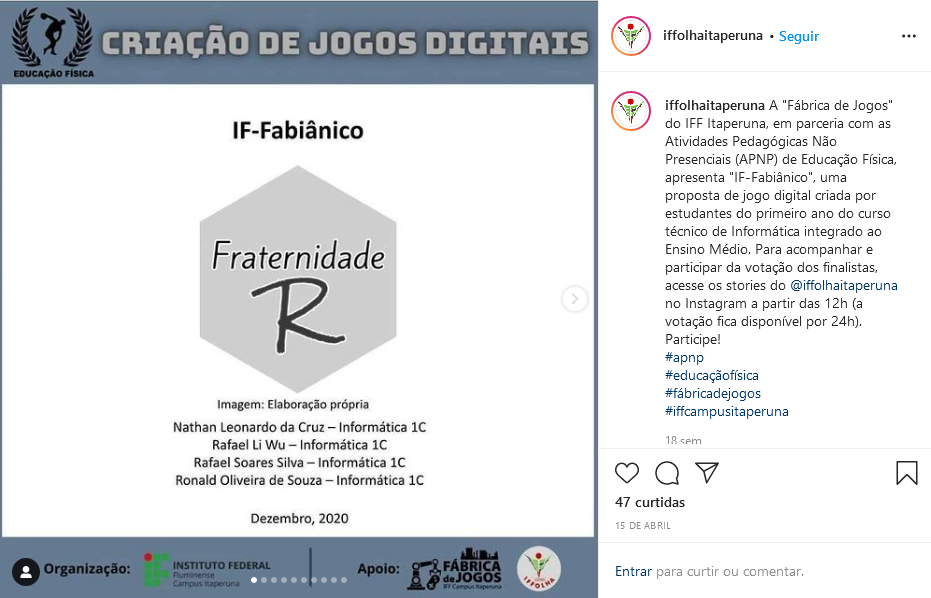 CRIAÇÃO DE JOGOS DIGITAIS
EDUCAÇÃO FÍSICA
IF-Fabiânico
Fraternidade
R
Imagem: Elaboração própria
Nathan Leonardo da Cruz – Informática 1C
Rafael Li Wu – Informática 1C
Rafael Soares Silva – Informática 1C
Ronald Oliveira de Souza – Informática 1C
Dezembro, 2020
Organização:
INSTITUTO FEDERAL
Fluminense
Campus Itaperuna
Apoio:
FÁBRICA
de JOGOS
IFF Campus Itaperuna
IFFOLHA
iffolhaitaperuna • Seguir
iffolhaitaperuna A "Fábrica de Jogos"
do IFF Itaperuna, em parceria com as
Atividades Pedagógicas Não
Presenciais (APNP) de Educação Física,
apresenta "IF-Fabiânico", uma
proposta de jogo digital criada por
estudantes do primeiro ano do curso
técnico de Informática integrado ao
Ensino Médio. Para acompanhar e
participar da votação dos finalistas,
acesse os stories do @iffolhaitaperuna
no Instagram a partir das 12h (a
votação fica disponível por 24h).
Participe!
#apnp
#educaçãofísica
#fábricadejogos
#iffcampusitaperuna
18 sem
47 curtidas
15 DE ABRIL
Entrar para curtir ou comentar.